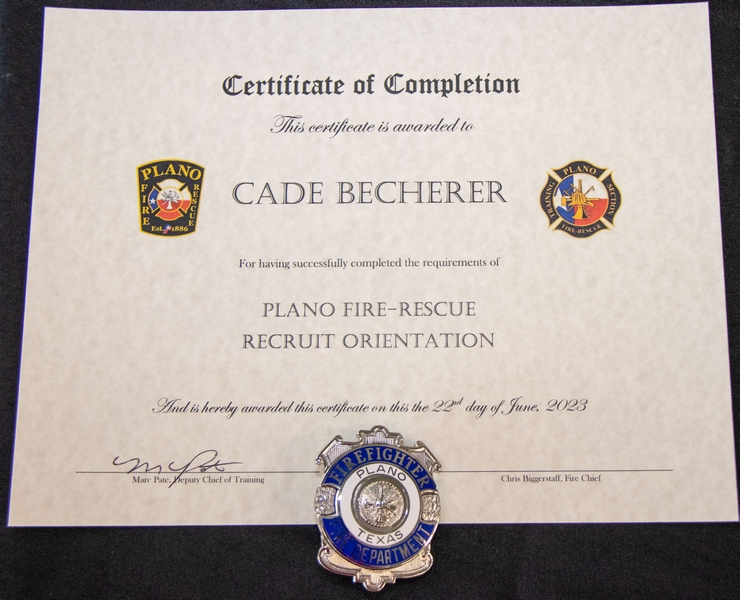 Certificate of Completion
This certificate is awarded to
PLANO
FIRE
RESCUE
Est. 1886
CADE BECHERER
PLANO
TRAINING
SECTION
FIRE-RESCUE
For having successfully completed the requirements of
PLANO FIRE-RESCUE
RECRUIT ORIENTATION
And is hereby awarded this certificate on this the 22nd day of June, 2023
Marc Pate, Deputy Chief of Training
Chris Biggerstaff, Fire Chief
FIREFIGHTER
PLANO
TEXAS
DEPARTMENT